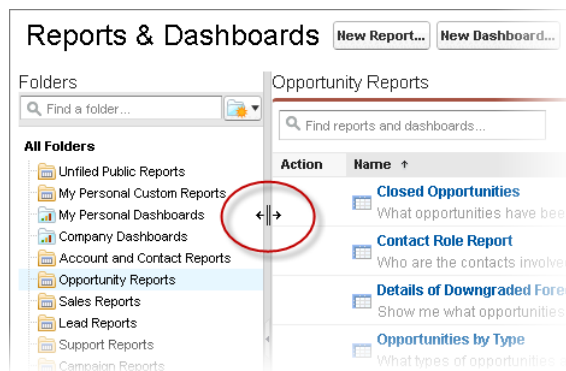 Reports & Dashboards New Report... New Dashboard...
Folders
Find a folder...
All Folders
Unfiled Public Reports
My Personal Custom Reports
My Personal Dashboards
Company Dashboards
Account and Contact Reports
Opportunity Reports
Sales Reports
Lead Reports
Support Reports
Campaign Reports
Opportunity Reports
Find reports and dashboards...
Action Name
Closed Opportunities
What opportunities have bee
Contact Role Report
Who are the contacts involve
Details of Downgraded Fore
Show me what opportunities
Opportunities by Type
What types of opportunities